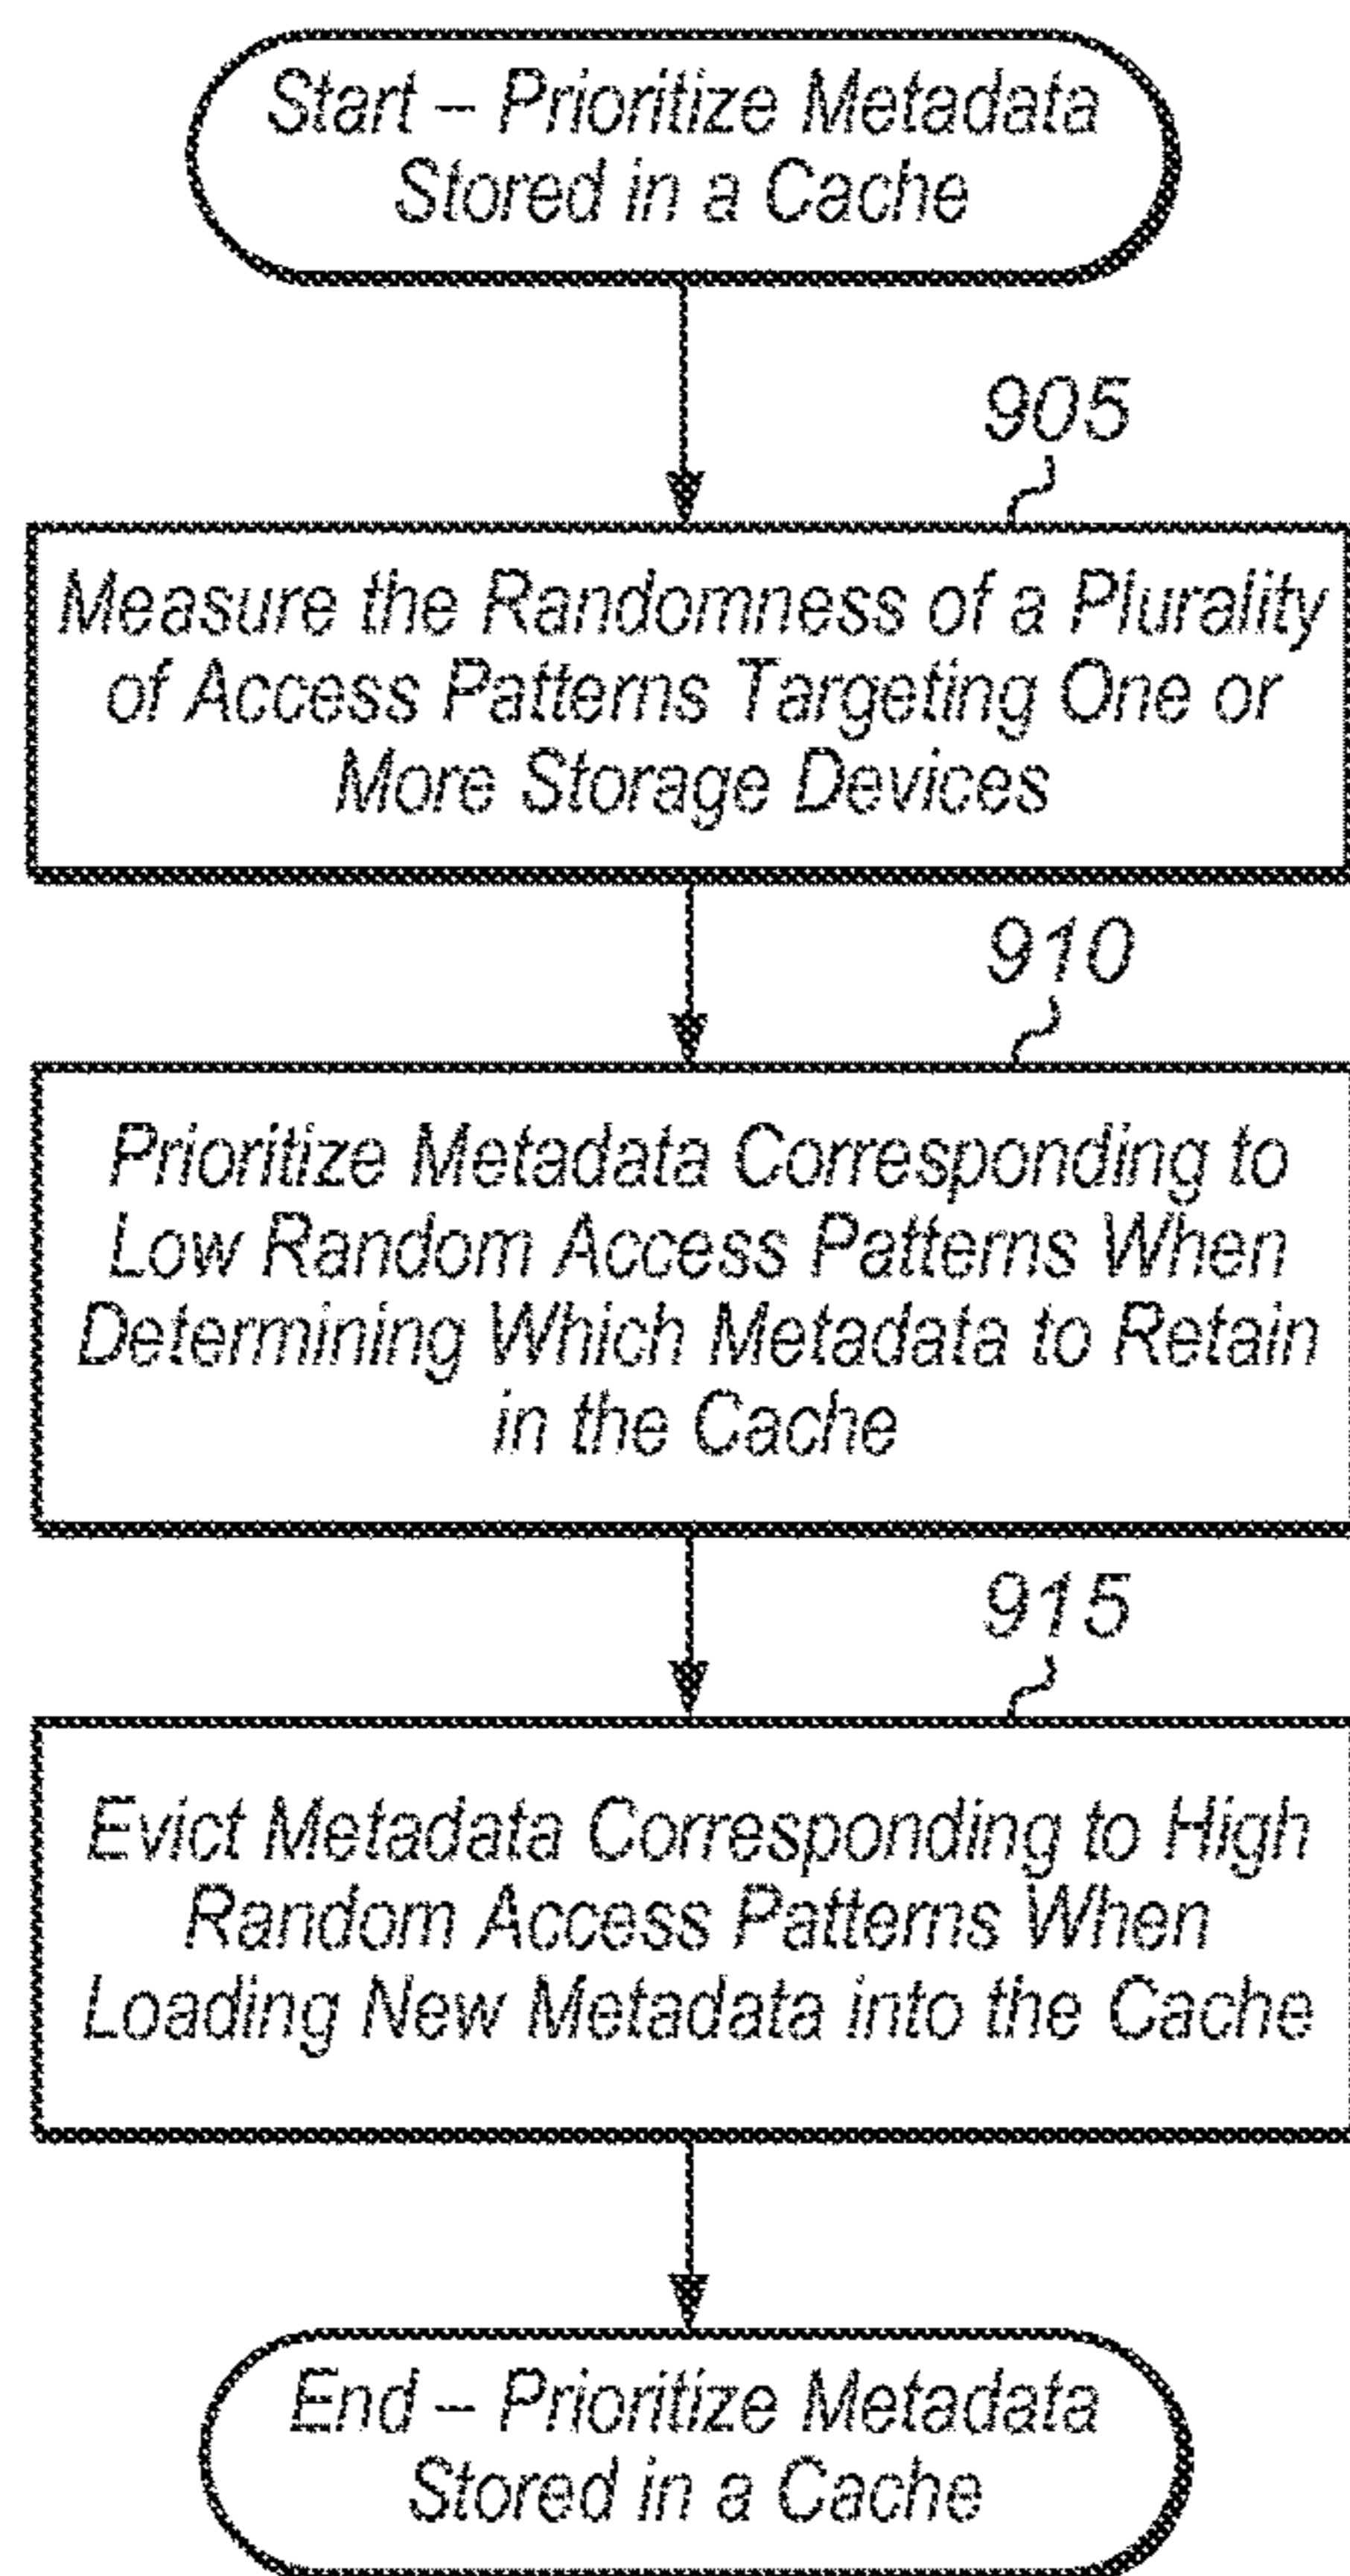 Start – Prioritize Metadata
Stored in a Cache
905
Measure the Randomness of a Plurality
of Access Patterns Targeting One or
More Storage Devices
910
Prioritize Metadata Corresponding to
Low Random Access Patterns When
Determining Which Metadata to Retain
in the Cache
915
Evict Metadata Corresponding to High
Random Access Patterns When
Loading New Metadata into the Cache
End – Prioritize Metadata
Stored in a Cache